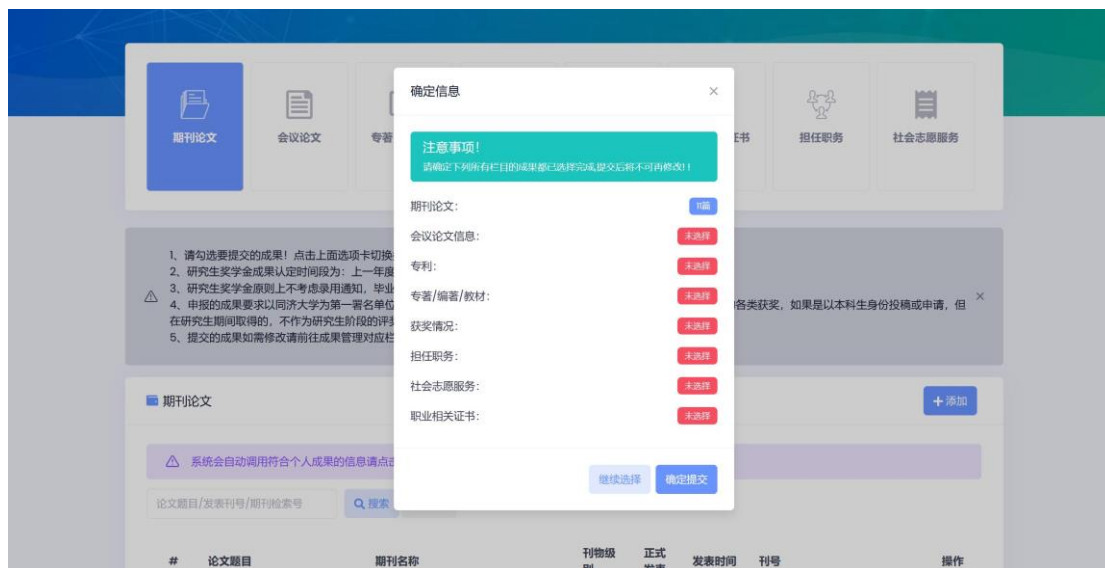 期刊论文
会议论文
专著
证书
担任职务
社会志愿服务
确定信息
注意事项!
请确定下列所有栏目的成果都已选择完成,提交后将不可再修改!!
期刊论文: 11篇
会议论文信息: 未选择
专利: 未选择
专著/编著/教材: 未选择
获奖情况: 未选择
担任职务: 未选择
社会志愿服务: 未选择
职业相关证书: 未选择
继续选择 确定提交
1、请勾选要提交的成果！点击上面选项卡切换
2、研究生奖学金成果认定时间段为：上一年度
3、研究生奖学金原则上不考虑录用通知，毕业
4、申报的成果要求以同济大学为第一署名单位 各类获奖，如果是以本科生身份投稿或申请，但
在研究生期间取得的，不作为研究生阶段的评
5、提交的成果如需修改请前往成果管理对应栏
期刊论文 +添加
系统会自动调用符合个人成果的信息请点
论文题目/发表刊号/期刊检索号 搜索
# 论文题目 期刊名称 刊物级别 正式发表 发表时间 刊号 操作